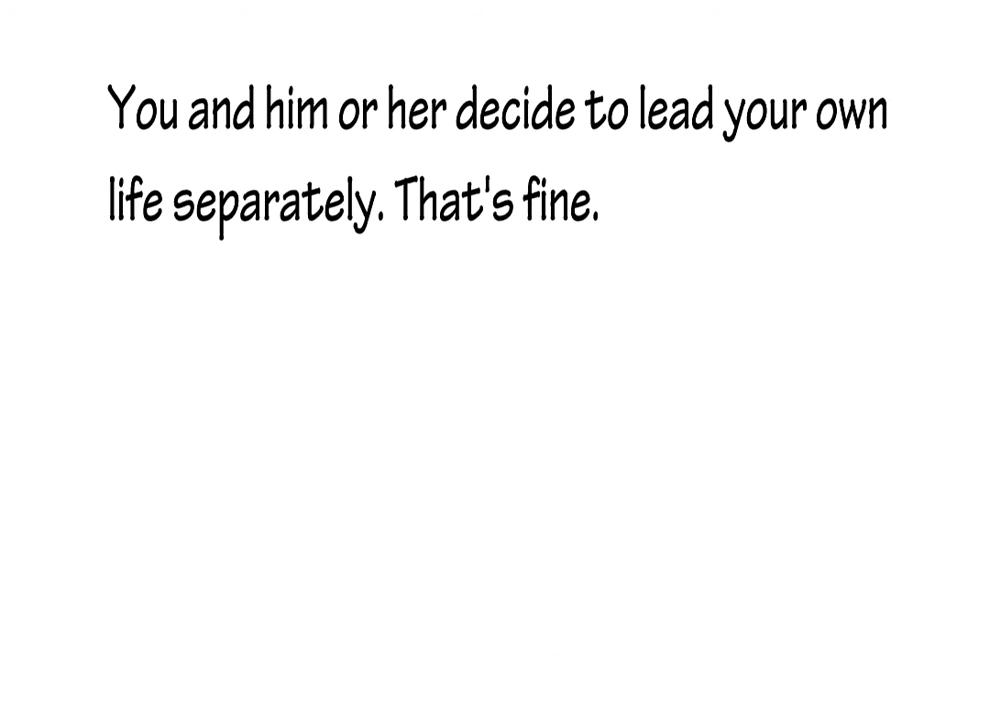 You and him or her decide to lead your own
life separately. That's fine.